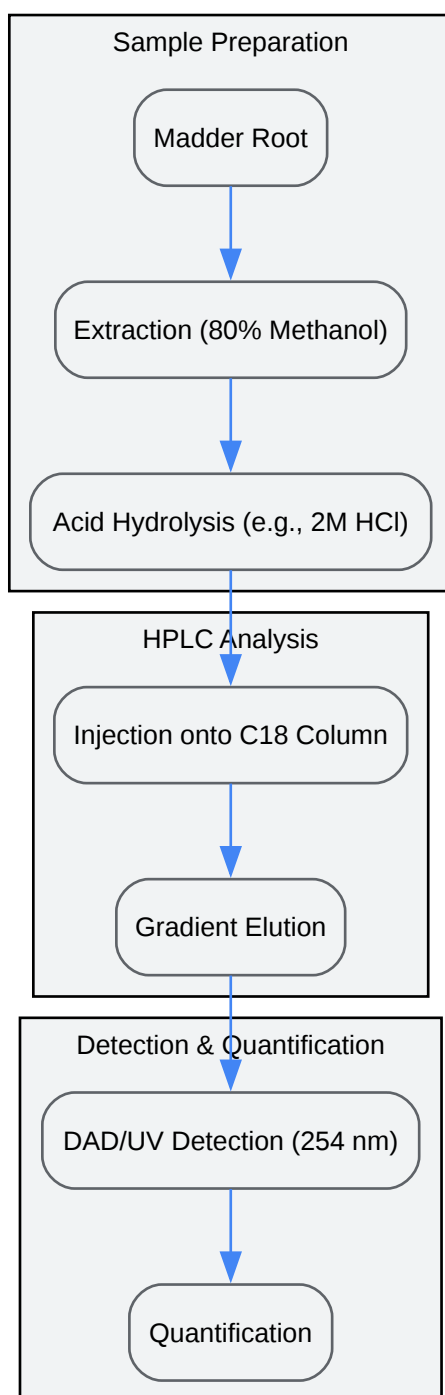 Sample Preparation
Madder Root
Extraction (80% Methanol)
Acid Hydrolysis (e.g., 2M HCl)
HPLC Analysis
Injection onto C18 Column
Gradient Elution
Detection & Quantification
DAD/UV Detection (254 nm)
Quantification